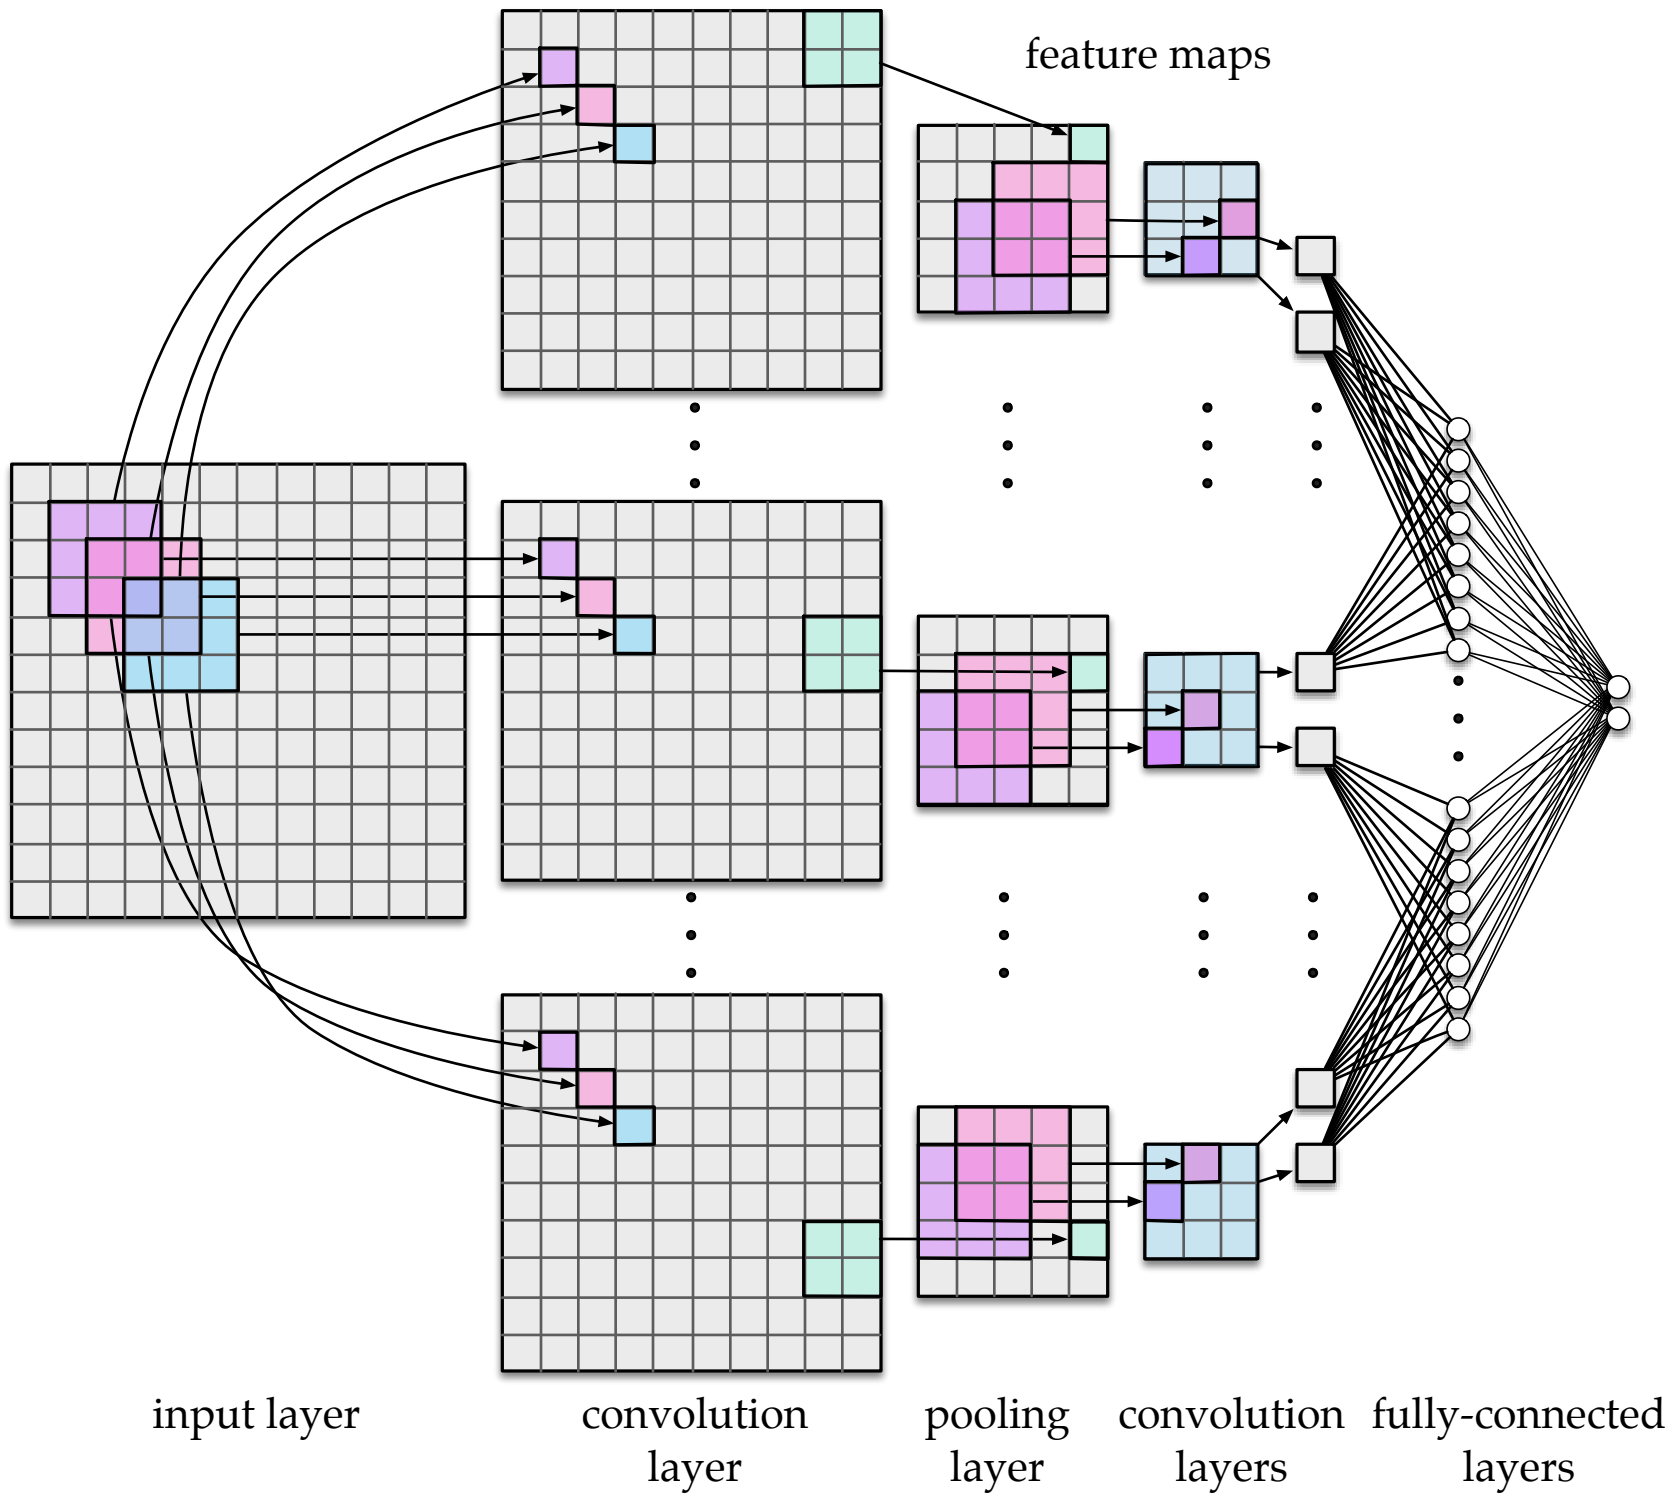 feature maps
input layer
convolution
layer
pooling
layer
convolution
layers
fully-connected
layers